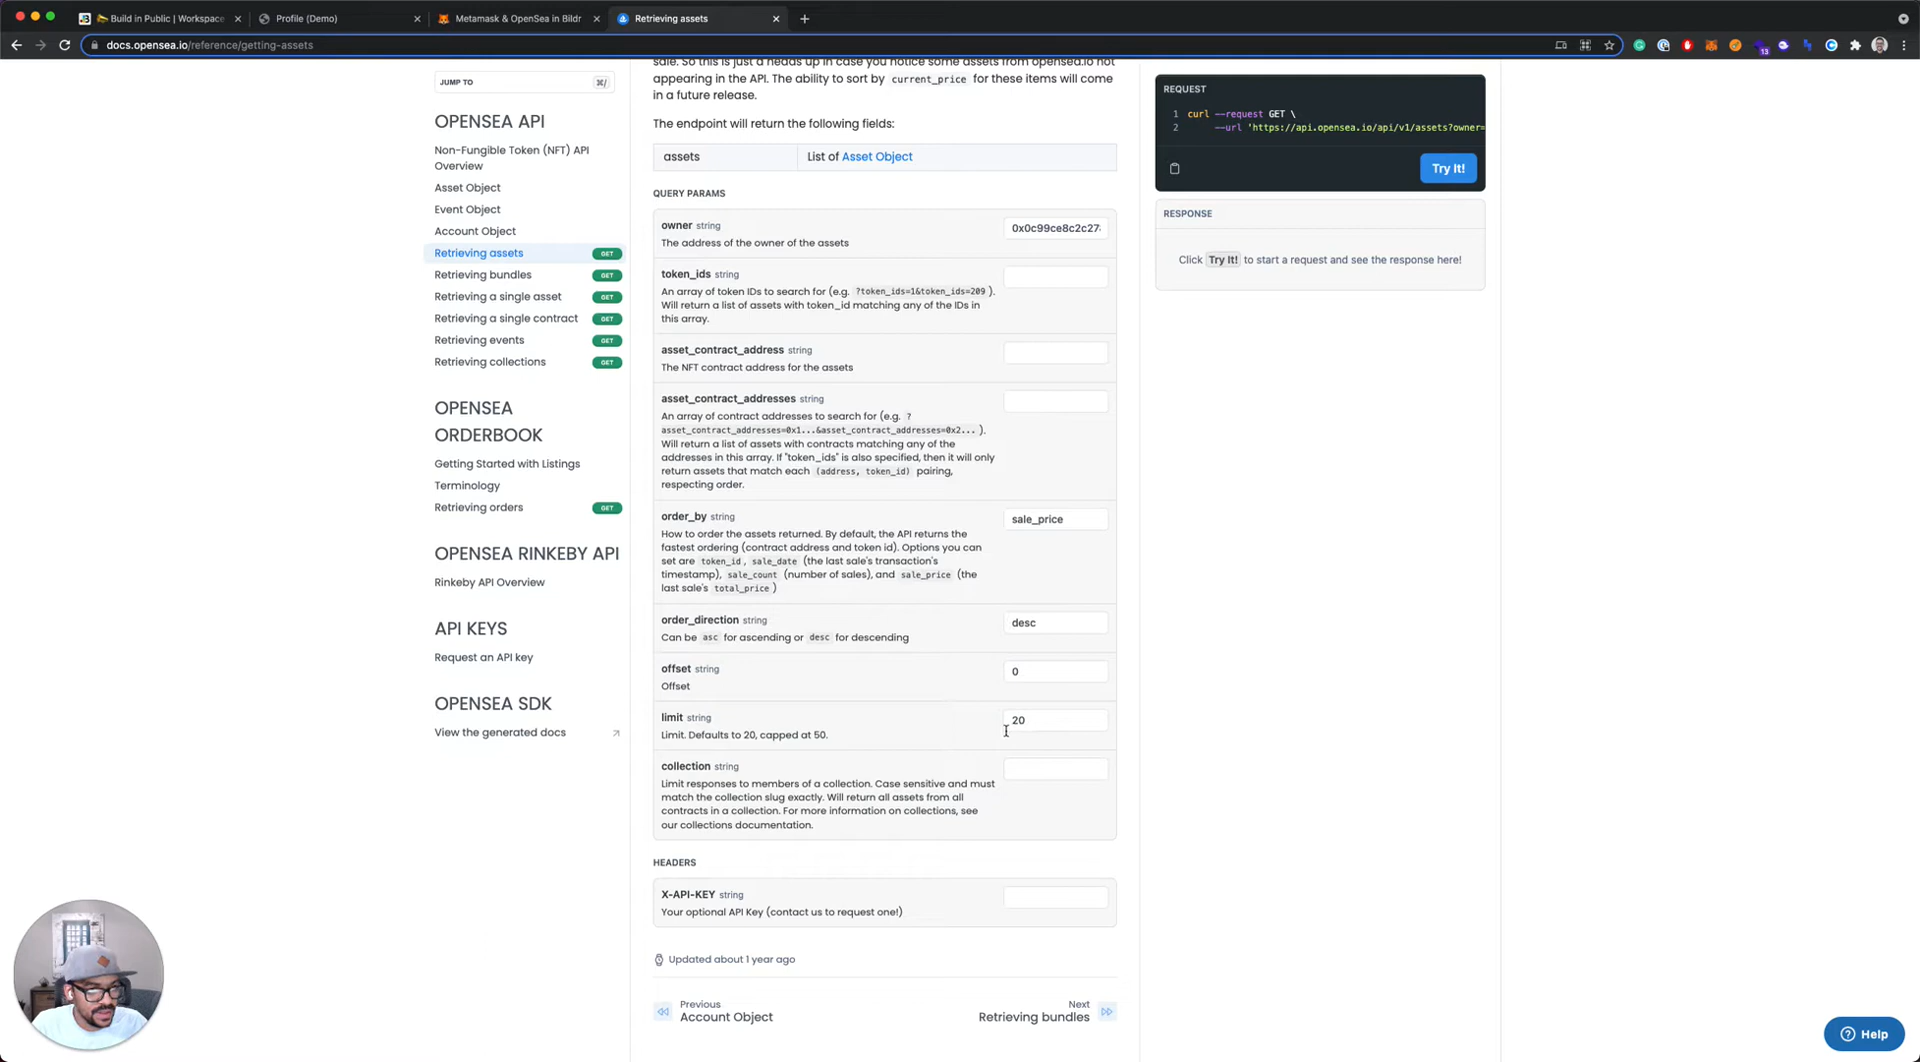 Build in Public | Workspace
Profile (Demo)
Metamask & OpenSea in Bildr
Retrieving assets
docs.opensea.io/reference/getting-assets
13
JUMP TO
⌘/
OPENSEA API
Non-Fungible Token (NFT) API
Overview
Asset Object
Event Object
Account Object
Retrieving assets GET
Retrieving bundles GET
Retrieving a single asset GET
Retrieving a single contract GET
Retrieving events GET
Retrieving collections GET
OPENSEA
ORDERBOOK
Getting Started with Listings
Terminology
Retrieving orders GET
OPENSEA RINKEBY API
Rinkeby API Overview
API KEYS
Request an API key
OPENSEA SDK
View the generated docs
sale. So this is just a heads up in case you notice some assets from opensea.io not
appearing in the API. The ability to sort by current_price for these items will come
in a future release.
The endpoint will return the following fields:
assets List of Asset Object
QUERY PARAMS
owner string 0x0c99ce8c2c27
The address of the owner of the assets
token_ids string
An array of token IDs to search for (e.g. ?token_ids=1&token_ids=209 ).
Will return a list of assets with token_id matching any of the IDs in
this array.
asset_contract_address string
The NFT contract address for the assets
asset_contract_addresses string
An array of contract addresses to search for (e.g. ?
asset_contract_addresses=0x1...&asset_contract_addresses=0x2... ).
Will return a list of assets with contracts matching any of the
addresses in this array. If "token_ids" is also specified, then it will only
return assets that match each (address, token_id) pairing,
respecting order.
order_by string sale_price
How to order the assets returned. By default, the API returns the
fastest ordering (contract address and token id). Options you can
set are token_id , sale_date (the last sale's transaction's
timestamp), sale_count (number of sales), and sale_price (the
last sale's total_price )
order_direction string desc
Can be asc for ascending or desc for descending
offset string 0
Offset
limit string 20
Limit. Defaults to 20, capped at 50.
collection string
Limit responses to members of a collection. Case sensitive and must
match the collection slug exactly. Will return all assets from all
contracts in a collection. For more information on collections, see
our collections documentation.
HEADERS
X-API-KEY string
Your optional API Key (contact us to request one!)
Updated about 1 year ago
Previous
Account Object
Next
Retrieving bundles
REQUEST
1 curl --request GET \
2 --url 'https://api.opensea.io/api/v1/assets?owner=
Try It!
RESPONSE
Click Try It! to start a request and see the response here!
Help